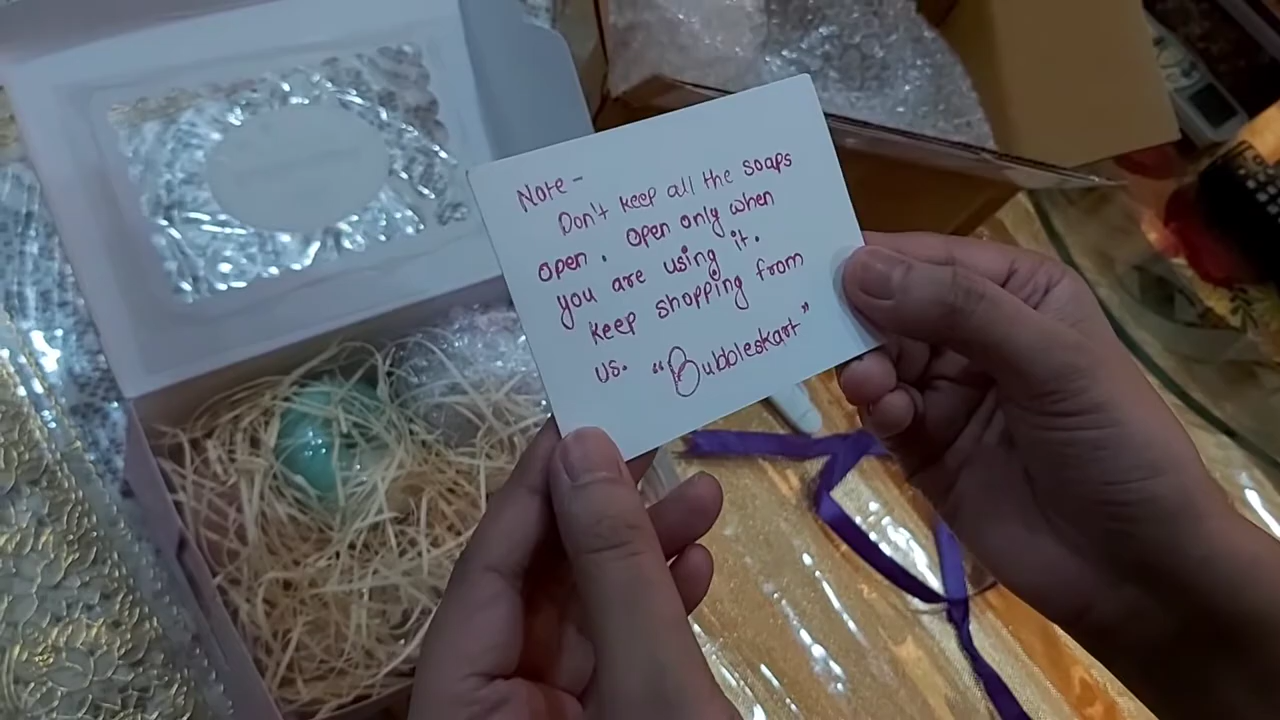 Note -
Don't keep all the soaps
open. Open only when
you are using it.
Keep shopping from
us. "Bubbleskart"